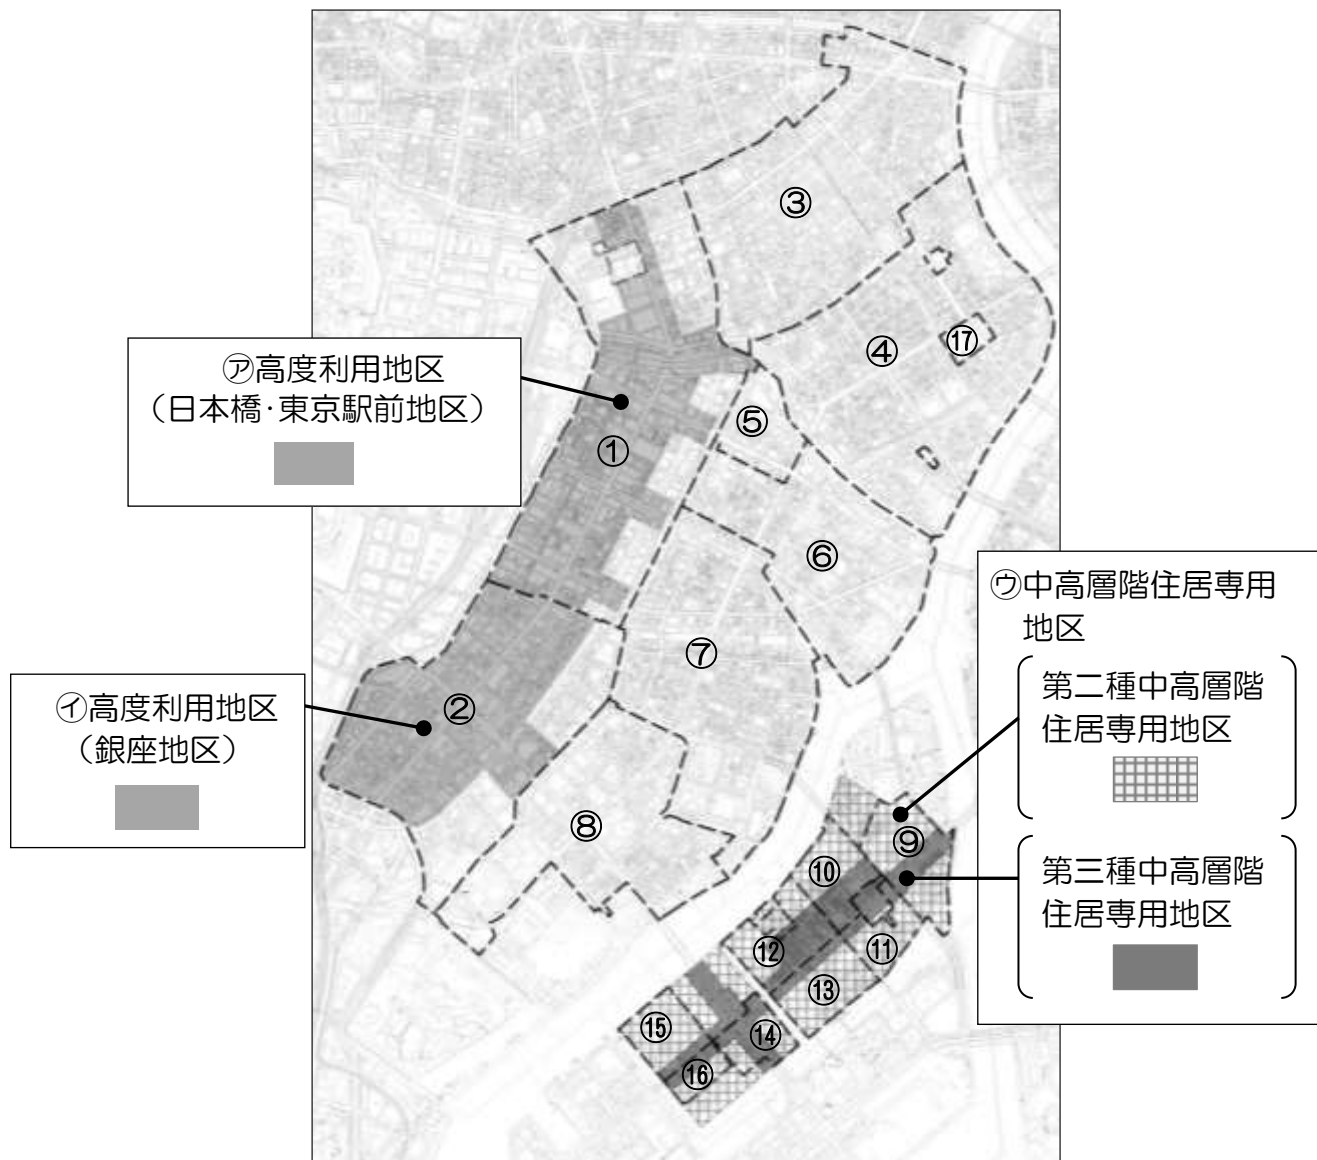 ㋐高度利用地区
（日本橋･東京駅前地区）
㋑高度利用地区
（銀座地区）
㋒中高層階住居専用
地区
第二種中高層階
住居専用地区
第三種中高層階
住居専用地区
③
④
⑰
⑤
①
⑥
⑦
②
⑧
⑨
⑩
⑪
⑫
⑬
⑭
⑮
⑯